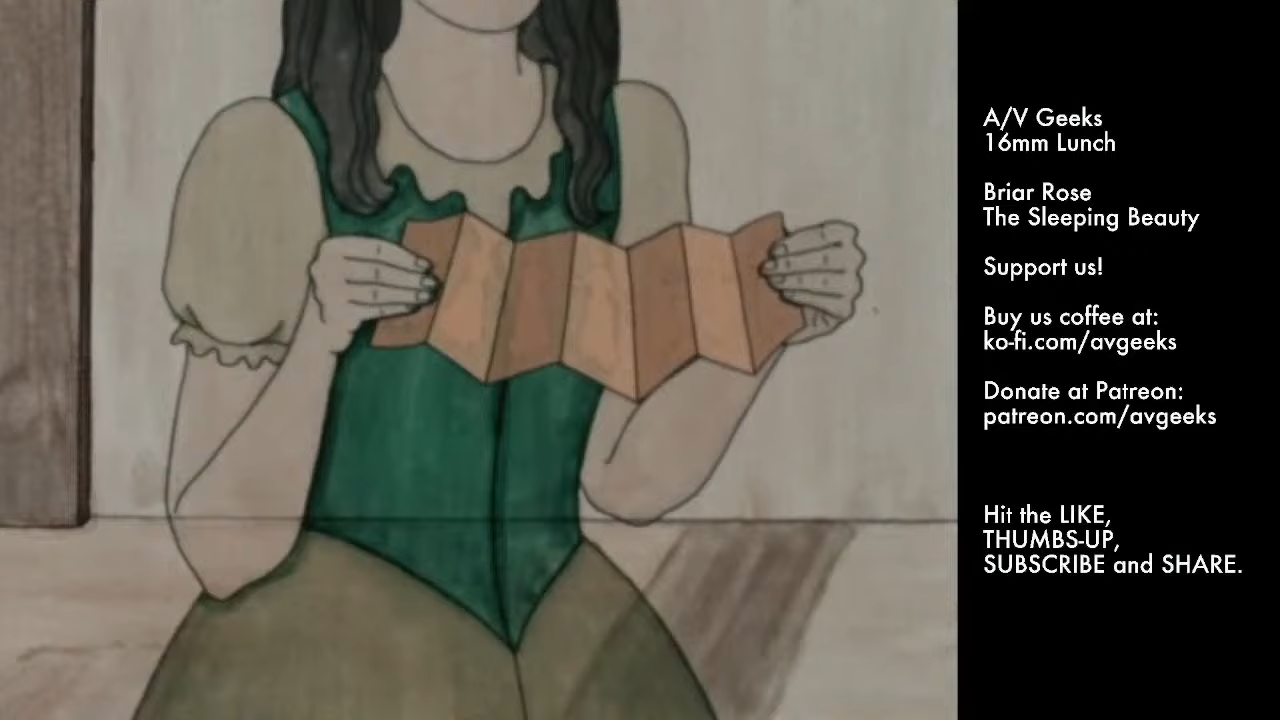 A/V Geeks
16mm Lunch
Briar Rose
The Sleeping Beauty
Support us!
Buy us coffee at:
ko-fi.com/avgeeks
Donate at Patreon:
patreon.com/avgeeks
Hit the LIKE,
THUMBS-UP,
SUBSCRIBE and SHARE.